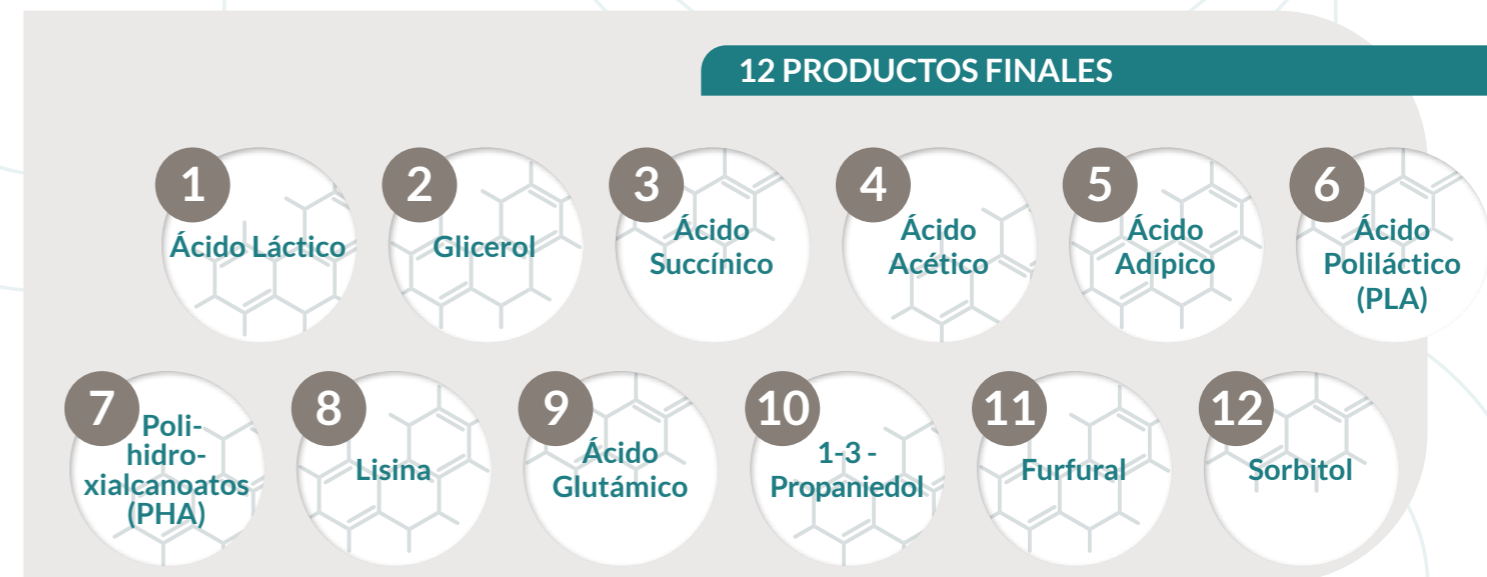 12 PRODUCTOS FINALES
1
Ácido Láctico
2
Glicerol
3
Ácido
Succínico
4
Ácido
Acético
5
Ácido
Adípico
6
Ácido
Poliláctico
(PLA)
7
Poli-
hidro-
xialcanoatos
(PHA)
8
Lisina
9
Ácido
Glutámico
10
1-3 -
Propaniedol
11
Furfural
12
Sorbitol